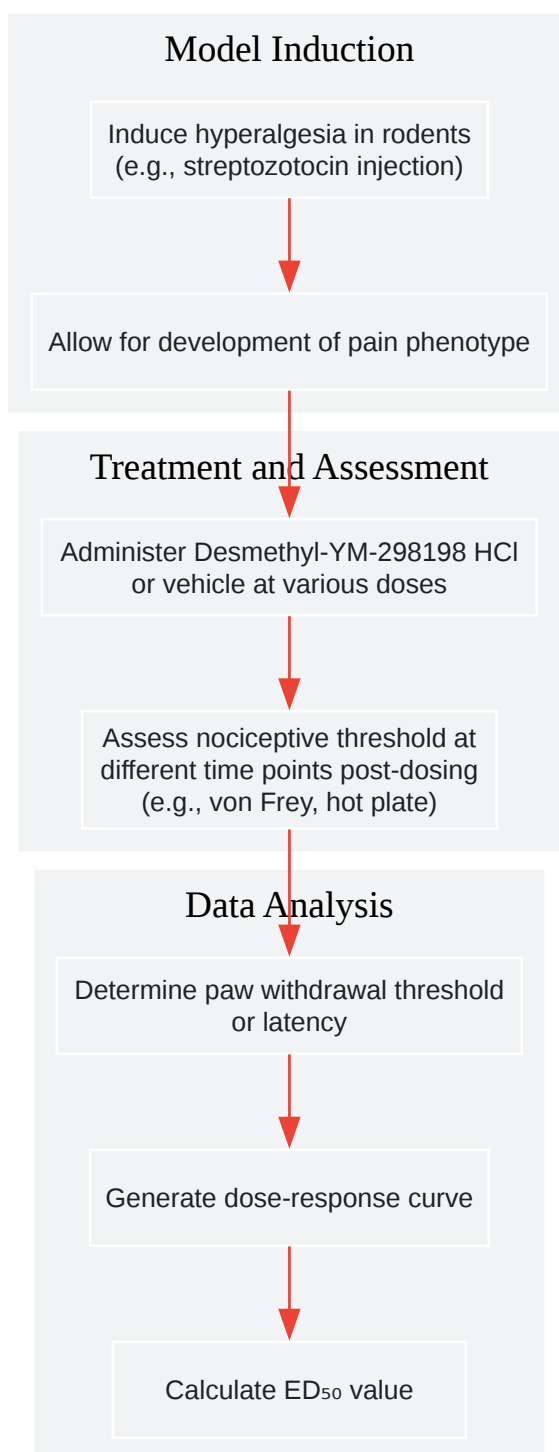 Model Induction
Induce hyperalgesia in rodents
(e.g., streptozotocin injection)
Allow for development of pain phenotype
Treatment and Assessment
Administer Desmethyl-YM-298198 HCl
or vehicle at various doses
Assess nociceptive threshold at
different time points post-dosing
(e.g., von Frey, hot plate)
Data Analysis
Determine paw withdrawal threshold
or latency
Generate dose-response curve
Calculate ED₅₀ value